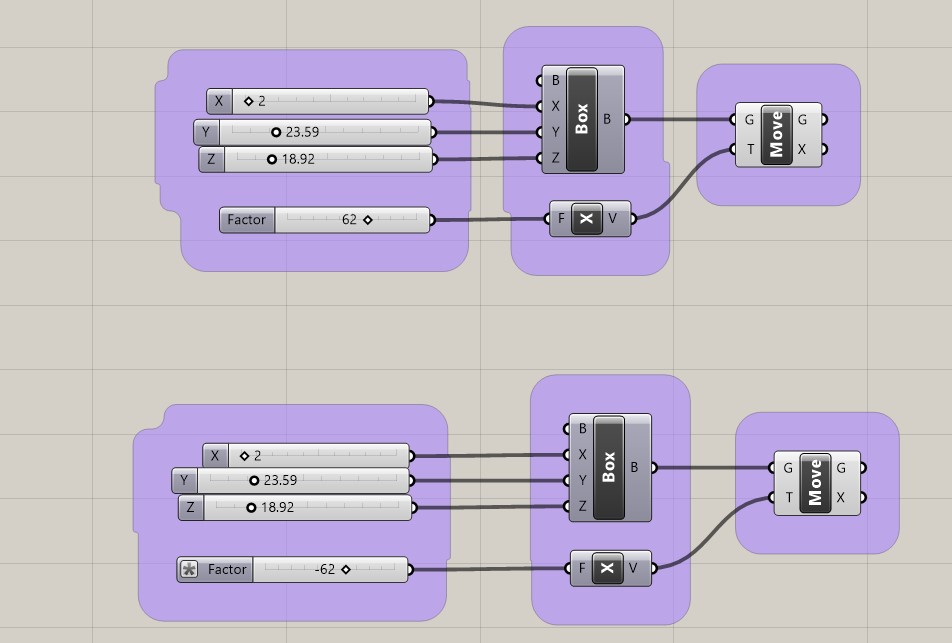 X 2
Y 23.59
Z 18.92
Factor 62
B
X
Y
Z
Box
B
F X V
G
T
Move
G
X
X 2
Y 23.59
Z 18.92
Factor -62
B
X
Y
Z
Box
B
F X V
G
T
Move
G
X